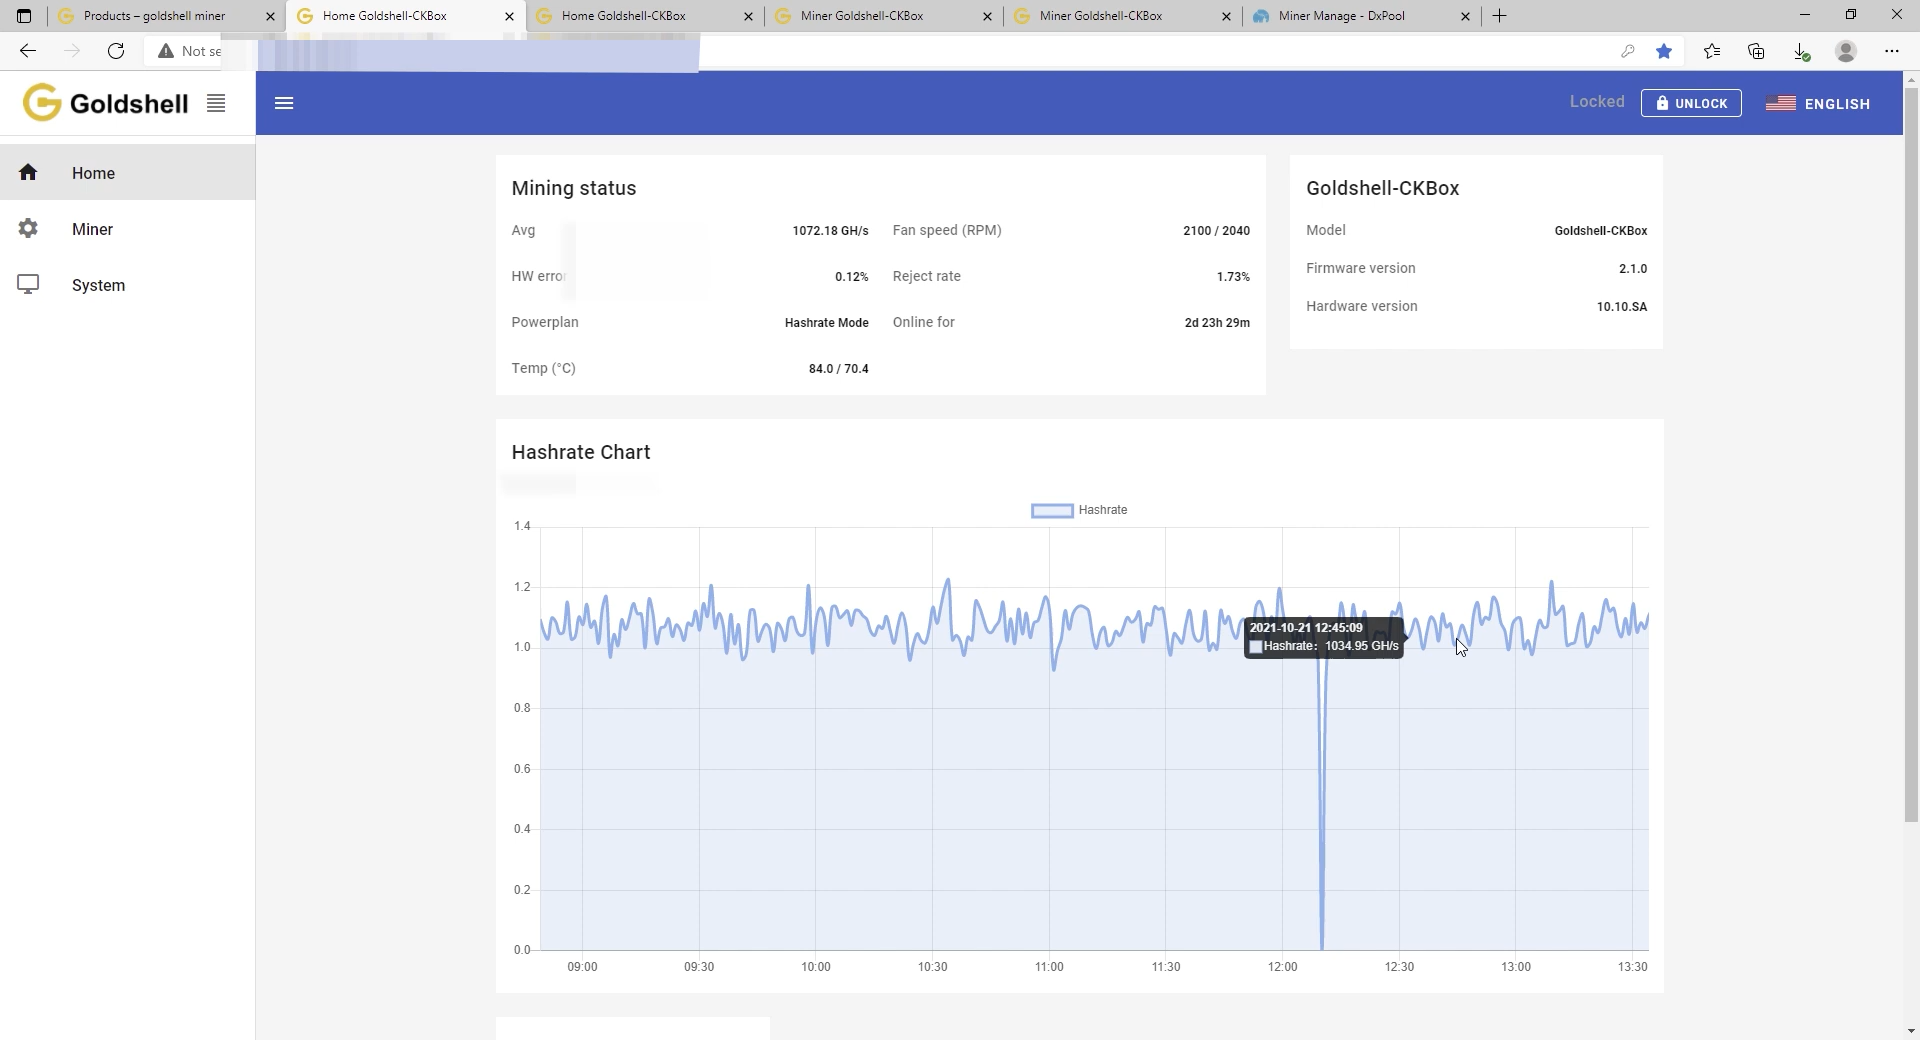 Products – goldshell miner
Home Goldshell-CKBox
Home Goldshell-CKBox
Miner Goldshell-CKBox
Miner Goldshell-CKBox
Miner Manage - DxPool
Not se
Goldshell
Locked
UNLOCK
ENGLISH
Home
Miner
System
Mining status
Avg 1072.18 GH/s Fan speed (RPM) 2100 / 2040
HW error 0.12% Reject rate 1.73%
Powerplan Hashrate Mode Online for 2d 23h 29m
Temp (°C) 84.0 / 70.4
Goldshell-CKBox
Model Goldshell-CKBox
Firmware version 2.1.0
Hardware version 10.10.SA
Hashrate Chart
Hashrate
1.4
1.2
1.0
0.8
0.6
0.4
0.2
0.0
2021-10-21 12:45:09
Hashrate: 1034.95 GH/s
09:00 09:30 10:00 10:30 11:00 11:30 12:00 12:30 13:00 13:30